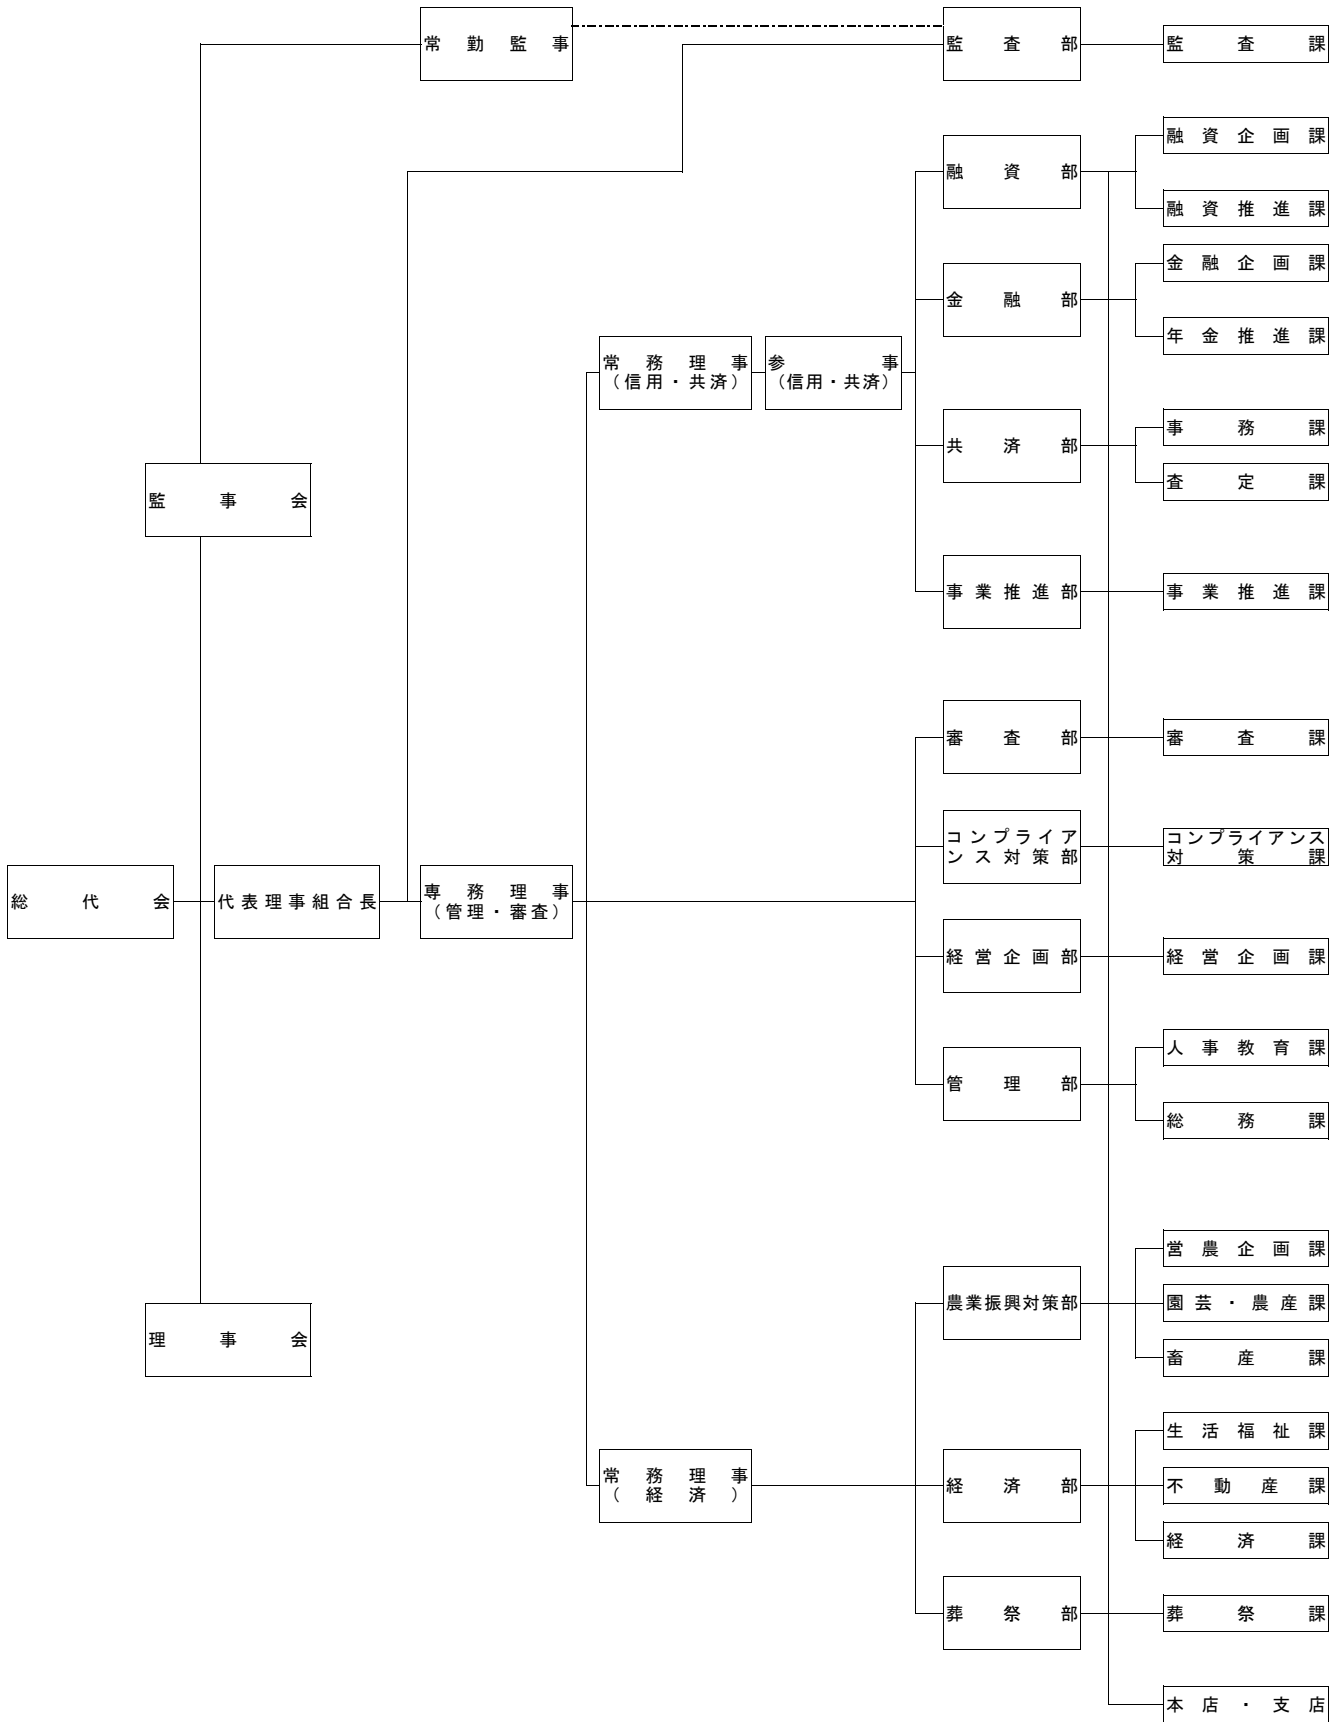 常勤監事
監査部
監査課
融資企画課
融資部
融資推進課
金融企画課
金融部
年金推進課
常務理事
（信用・共済）
参事
（信用・共済）
共済部
事務課
査定課
監事会
事業推進部
事業推進課
審査部
審査課
コンプライア
ンス対策部
コンプライアンス
対策課
総代会
代表理事組合長
専務理事
（管理・審査）
経営企画部
経営企画課
人事教育課
管理部
総務課
営農企画課
農業振興対策部
園芸・農産課
理事会
畜産課
生活福祉課
常務理事
（経済）
経済部
不動産課
経済課
葬祭部
葬祭課
本店・支店